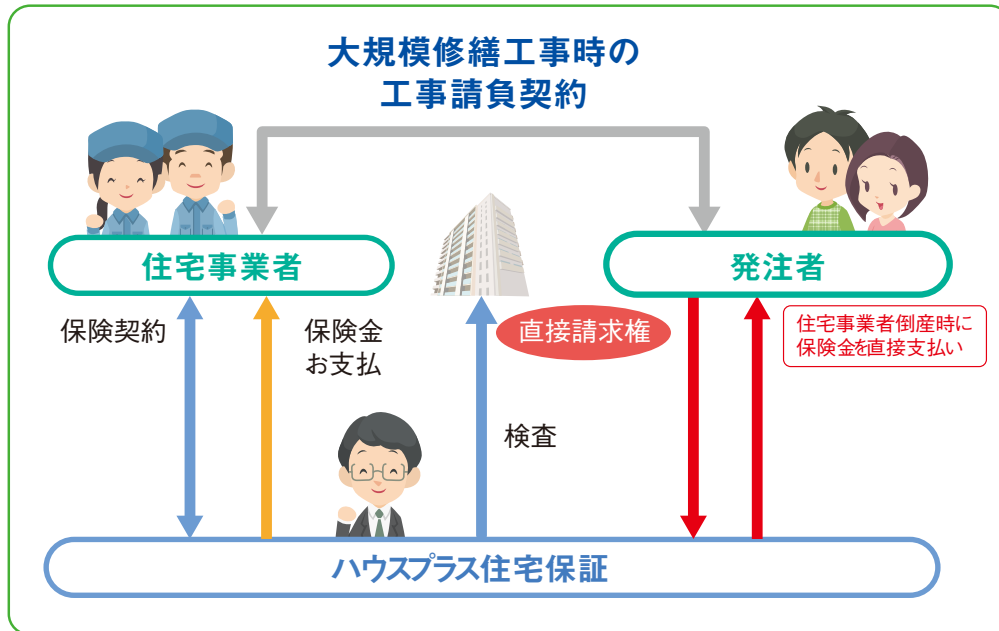 大規模修繕工事時の
工事請負契約
住宅事業者
発注者
保険契約
保険金
お支払
直接請求権
住宅事業者倒産時に
保険金を直接支払い
検査
ハウスプラス住宅保証